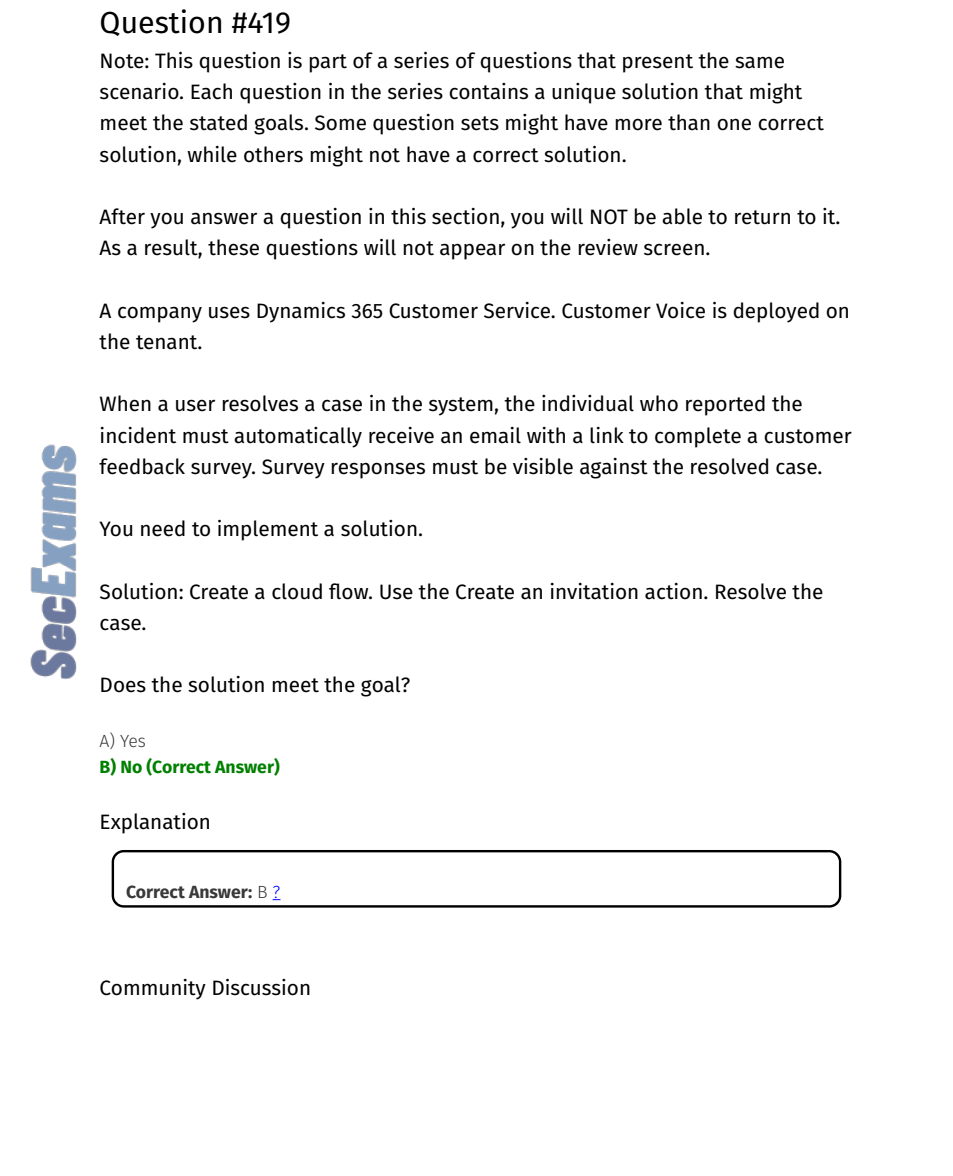 Question #419
Note: This question is part of a series of questions that present the same
scenario. Each question in the series contains a unique solution that might
meet the stated goals. Some question sets might have more than one correct
solution, while others might not have a correct solution.
After you answer a question in this section, you will NOT be able to return to it.
As a result, these questions will not appear on the review screen.
A company uses Dynamics 365 Customer Service. Customer Voice is deployed on
the tenant.
When a user resolves a case in the system, the individual who reported the
incident must automatically receive an email with a link to complete a customer
feedback survey. Survey responses must be visible against the resolved case.
You need to implement a solution.
Solution: Create a cloud flow. Use the Create an invitation action. Resolve the
case.
Does the solution meet the goal?
A) Yes
B) No (Correct Answer)
Explanation
Correct Answer: B ?
Community Discussion
SecExams